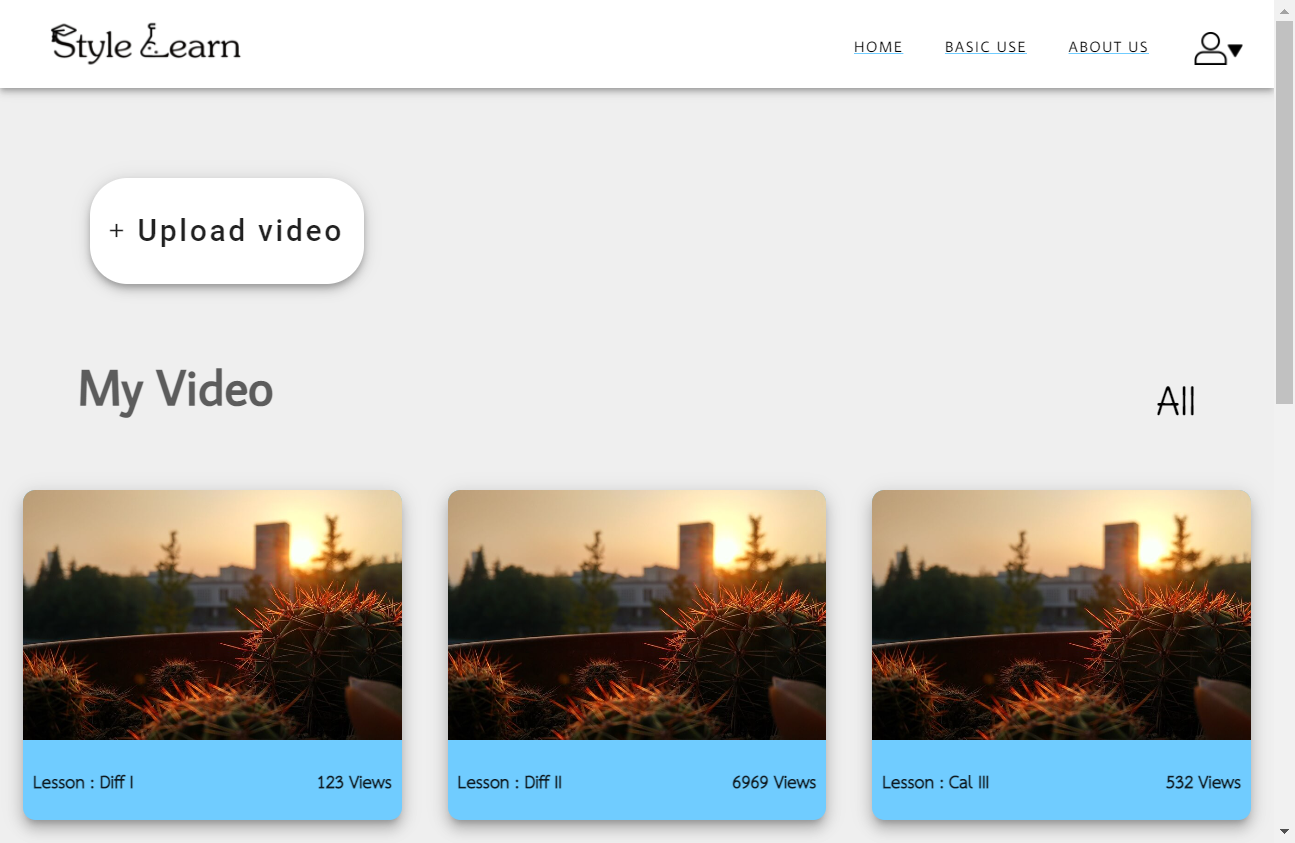 Style Learn
HOME
BASIC USE
ABOUT US
+ Upload video
My Video
All
Lesson : Diff I
123 Views
Lesson : Diff II
6969 Views
Lesson : Cal III
532 Views